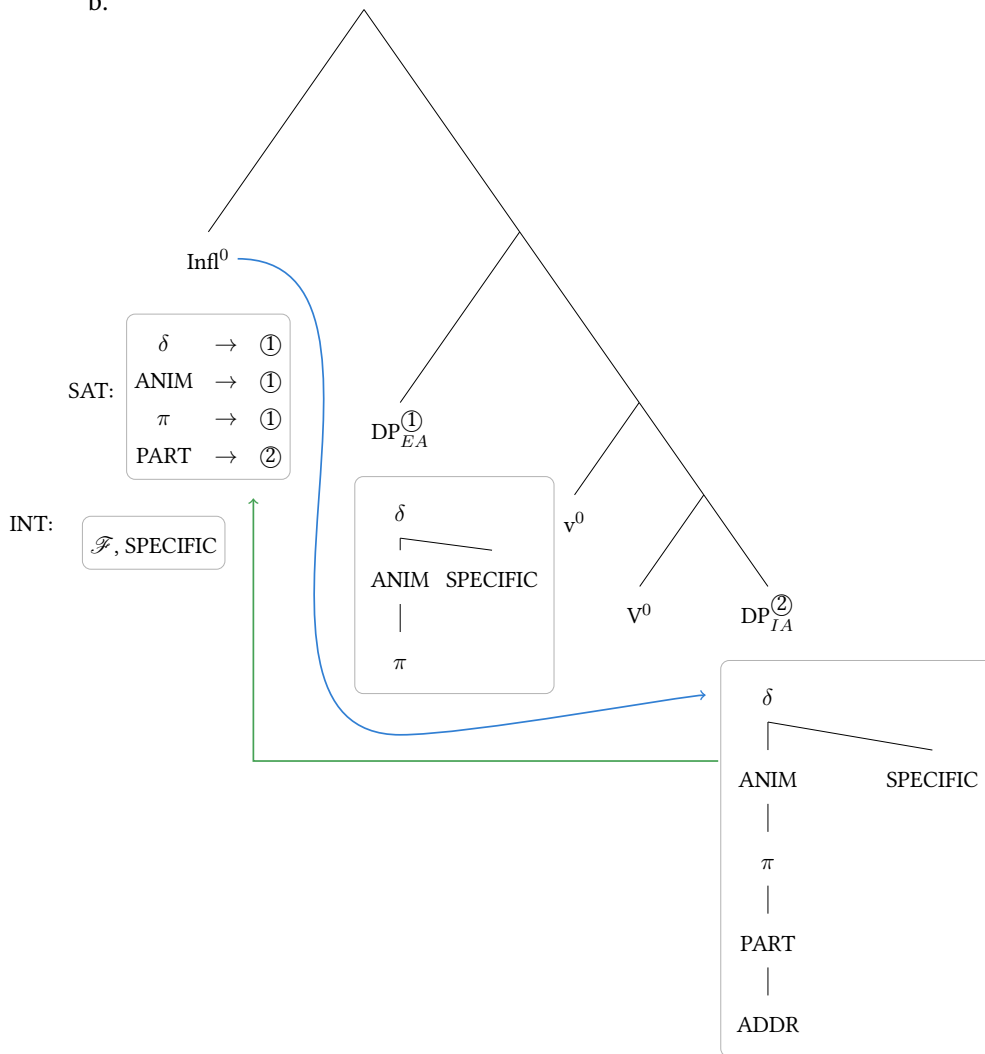 b.
Infl⁰
SAT:
δ → ①
ANIM → ①
π → ①
PART → ②
INT:
ℱ, SPECIFIC
DP①EA
δ
ANIM SPECIFIC
π
v⁰
V⁰
DP②IA
δ
ANIM SPECIFIC
π
PART
ADDR